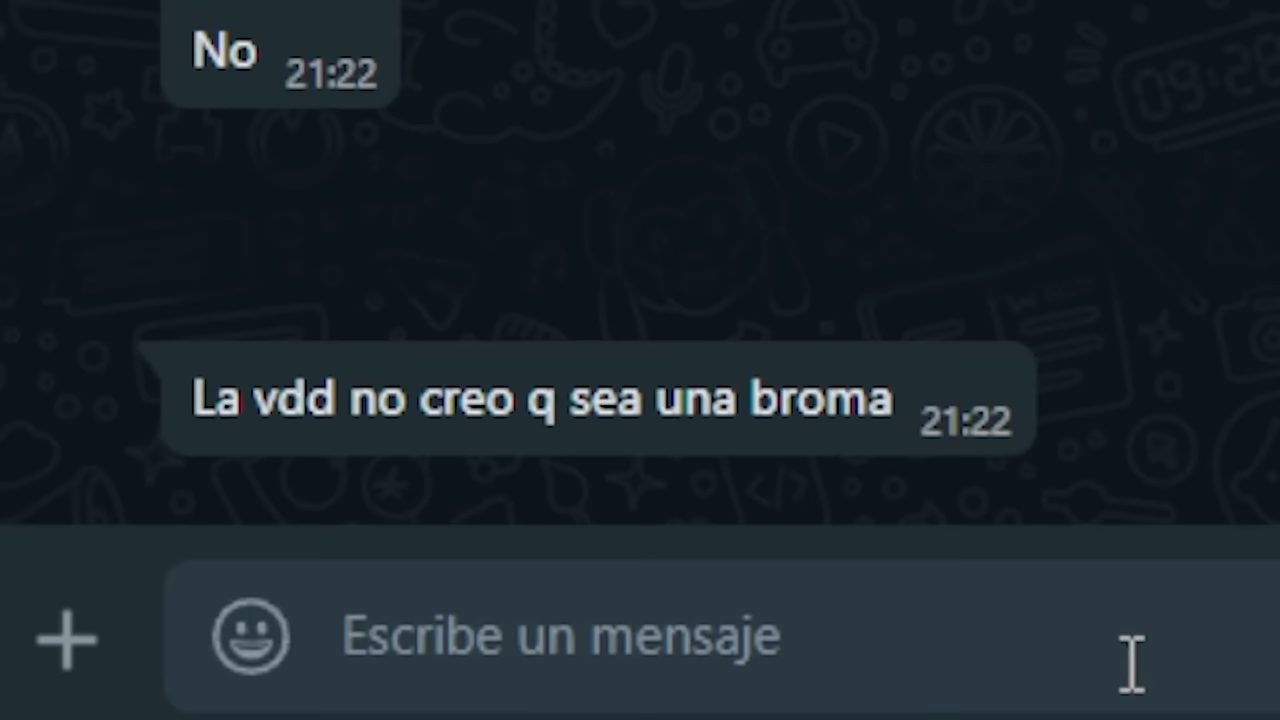 No 21:22
La vdd no creo q sea una broma 21:22
Escribe un mensaje